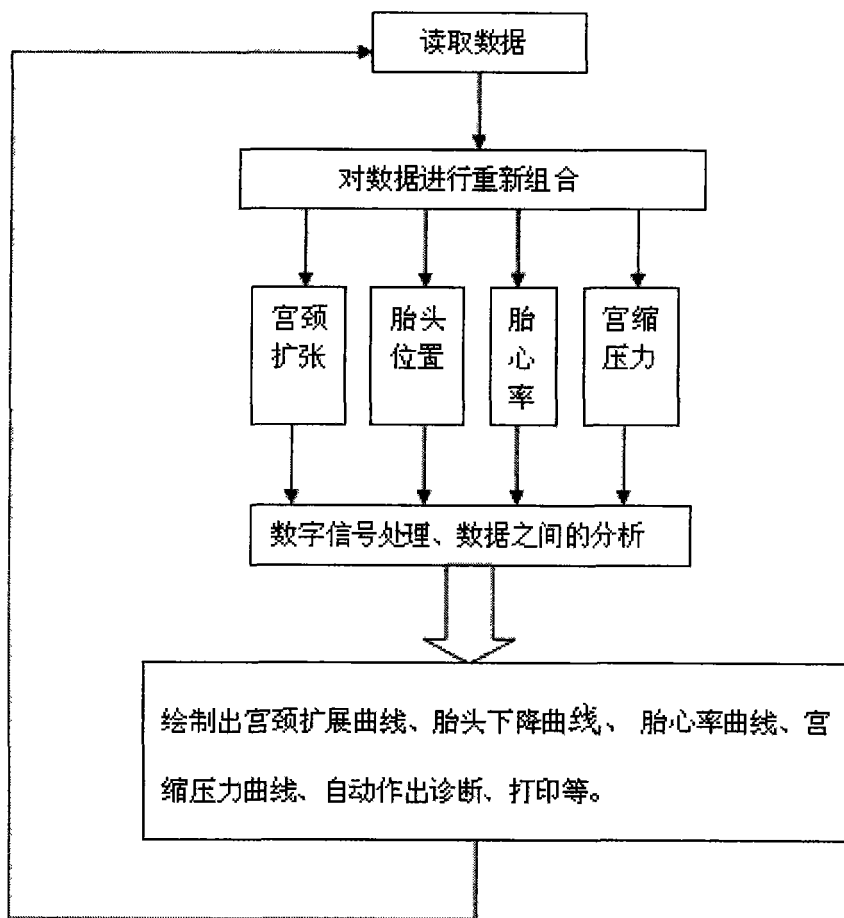 读取数据
对数据进行重新组合
宫颈
扩张
胎头
位置
胎
心
率
宫缩
压力
数字信号处理、数据之间的分析
绘制出宫颈扩展曲线、胎头下降曲线、 胎心率曲线、宫
缩压力曲线、自动作出诊断、打印等。